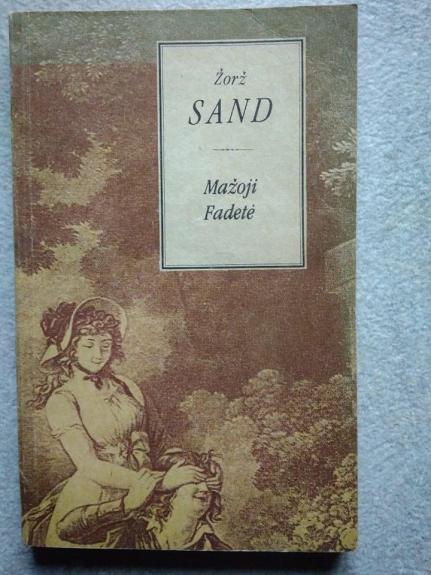 Žorž
SAND
Mažoji
Fadetė